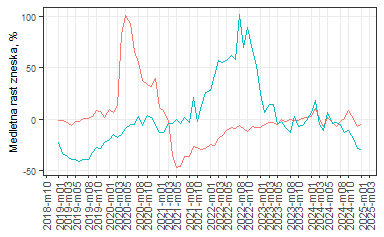 Medletna rast zneska, %
100
50
0
-50
2018-m10
2019-m01
2019-m03
2019-m05
2019-m08
2019-m10
2020-m01
2020-m03
2020-m05
2020-m08
2020-m10
2021-m01
2021-m03
2021-m05
2021-m08
2021-m10
2022-m01
2022-m03
2022-m05
2022-m08
2022-m10
2023-m01
2023-m03
2023-m05
2023-m08
2023-m10
2024-m01
2024-m03
2024-m05
2024-m08
2024-m10
2025-m01
2025-m03